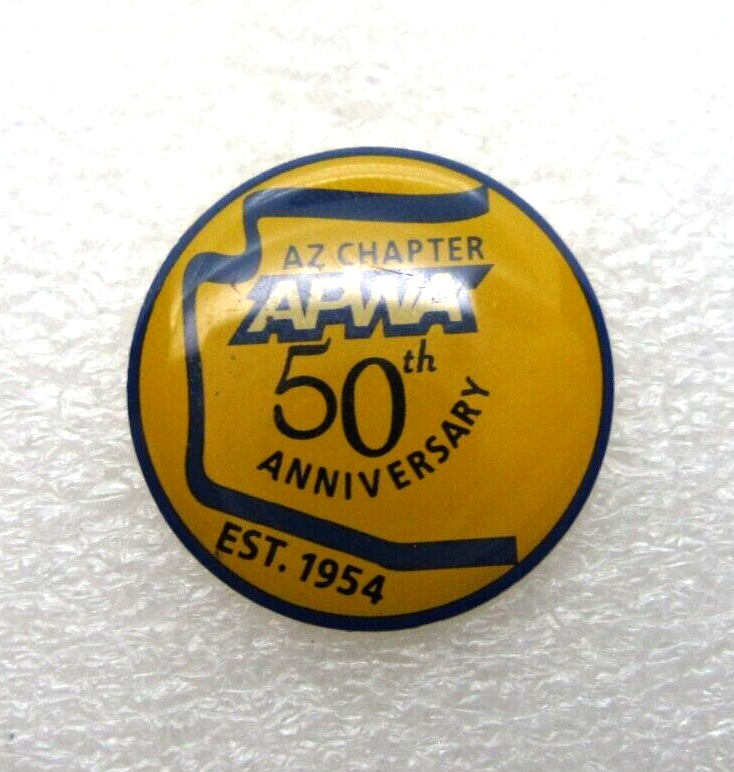 AZ CHAPTER
APWA
50th
ANNIVERSARY
EST. 1954